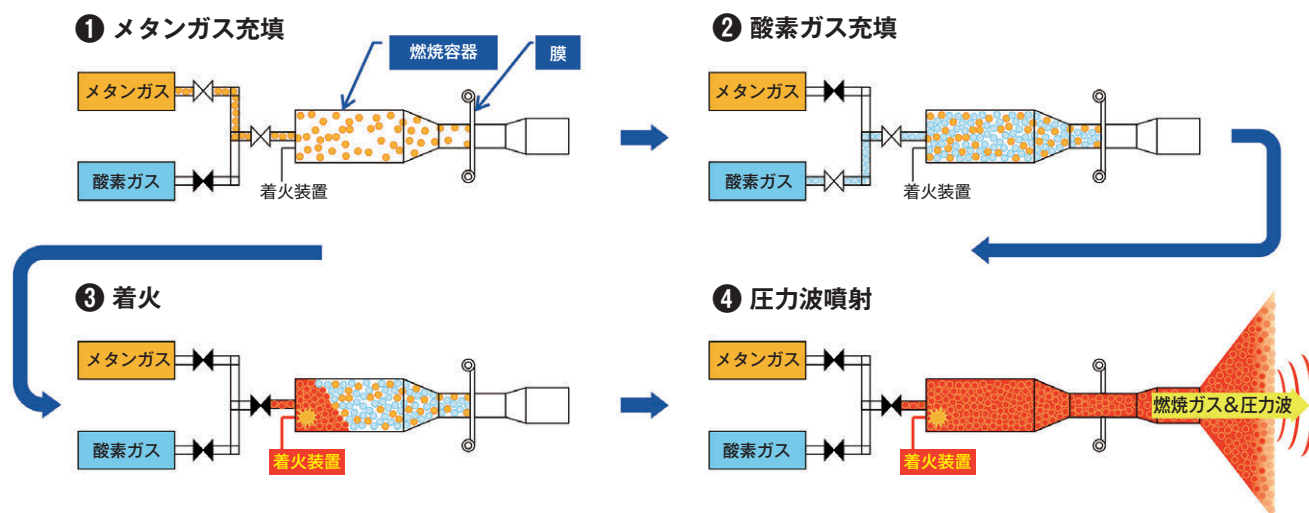 ❶ メタンガス充填
燃焼容器
膜
メタンガス
酸素ガス
着火装置
❷ 酸素ガス充填
メタンガス
酸素ガス
着火装置
❸ 着火
メタンガス
酸素ガス
着火装置
❹ 圧力波噴射
メタンガス
酸素ガス
着火装置
燃焼ガス＆圧力波